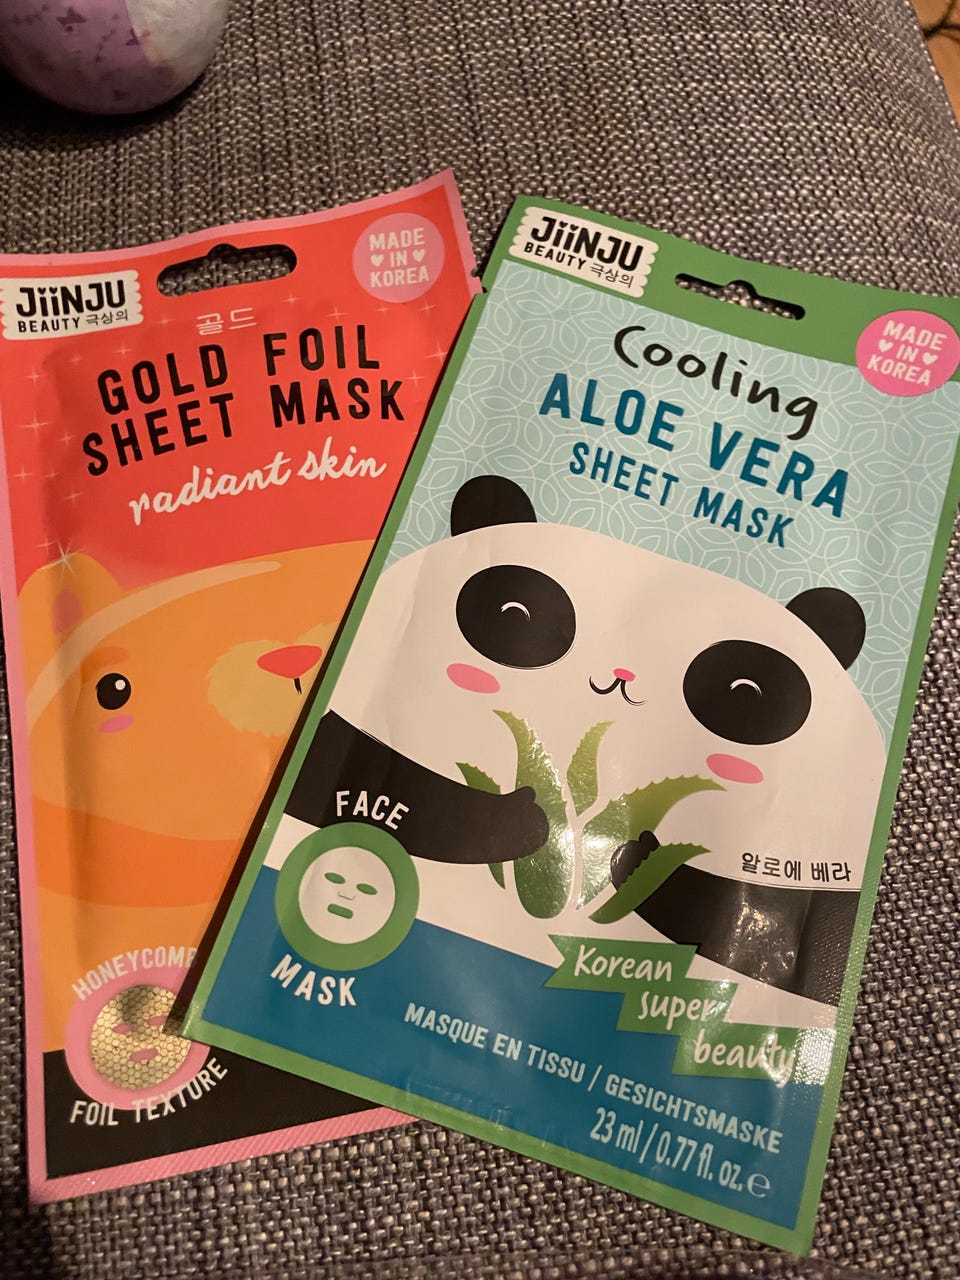 JiiNJU
BEAUTY 극상의
MADE
IN
KOREA
골드
GOLD FOIL
SHEET MASK
radiant skin
HONEYCOMB
FOIL TEXTURE
JiiNJU
BEAUTY 극상의
MADE
IN
KOREA
Cooling
ALOE VERA
SHEET MASK
FACE
MASK
알로에 베라
Korean
super
beauty
MASQUE EN TISSU / GESICHTSMASKE
23 ml / 0.77 fl. oz. ℮